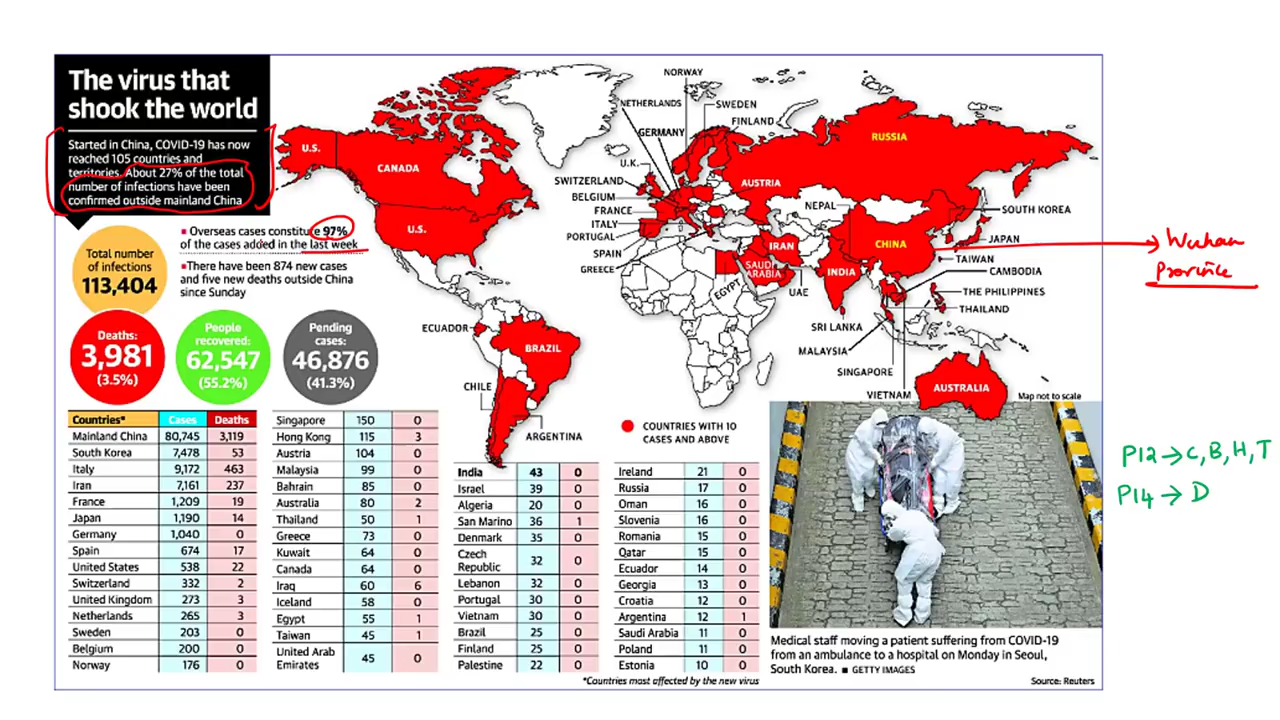 The virus that
shook the world
Started in China, COVID-19 has now
reached 105 countries and
territories. About 27% of the total
number of infections have been
confirmed outside mainland China
Overseas cases constitute 97%
of the cases added in the last week
There have been 874 new cases
and five new deaths outside China
since Sunday
Total number
of infections
113,404
Deaths:
3,981
(3.5%)
People
recovered:
62,547
(55.2%)
Pending
cases:
46,876
(41.3%)
U.S.
CANADA
U.S.
ECUADOR
BRAZIL
CHILE
ARGENTINA
NORWAY
NETHERLANDS
SWEDEN
FINLAND
GERMANY
U.K.
SWITZERLAND
BELGIUM
FRANCE
ITALY
PORTUGAL
SPAIN
GREECE
AUSTRIA
RUSSIA
NEPAL
SOUTH KOREA
CHINA
JAPAN
IRAN
SAUDI
ARABIA
INDIA
TAIWAN
CAMBODIA
EGYPT
UAE
THE PHILIPPINES
THAILAND
SRI LANKA
MALAYSIA
SINGAPORE
VIETNAM
AUSTRALIA
Map not to scale
COUNTRIES WITH 10
CASES AND ABOVE
Wuhan
Province
P12 → C, B, H, T
P14 → D
Countries* Cases Deaths
Mainland China 80,745 3,119
South Korea 7,478 53
Italy 9,172 463
Iran 7,161 237
France 1,209 19
Japan 1,190 14
Germany 1,040 0
Spain 674 17
United States 538 22
Switzerland 332 2
United Kingdom 273 3
Netherlands 265 3
Sweden 203 0
Belgium 200 0
Norway 176 0
Singapore 150 0
Hong Kong 115 3
Austria 104 0
Malaysia 99 0
Bahrain 85 0
Australia 80 2
Thailand 50 1
Greece 73 0
Kuwait 64 0
Canada 64 0
Iraq 60 6
Iceland 58 0
Egypt 55 1
Taiwan 45 1
United Arab
Emirates 45 0
India 43 0
Israel 39 0
Algeria 20 0
San Marino 36 1
Denmark 35 0
Czech
Republic 32 0
Lebanon 32 0
Portugal 30 0
Vietnam 30 0
Brazil 25 0
Finland 25 0
Palestine 22 0
Ireland 21 0
Russia 17 0
Oman 16 0
Slovenia 16 0
Romania 15 0
Qatar 15 0
Ecuador 14 0
Georgia 13 0
Croatia 12 0
Argentina 12 1
Saudi Arabia 11 0
Poland 11 0
Estonia 10 0
*Countries most affected by the new virus
Medical staff moving a patient suffering from COVID-19
from an ambulance to a hospital on Monday in Seoul,
South Korea. ■ GETTY IMAGES
Source: Reuters